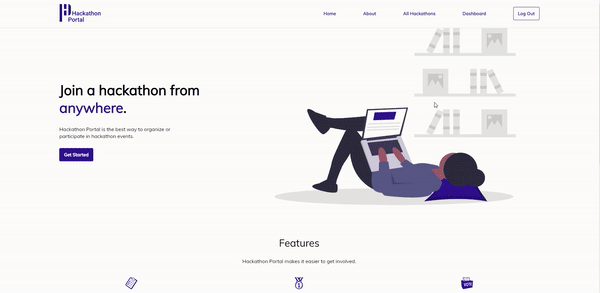 Hackathon
Portal
Home
About
All Hackathons
Dashboard
Log Out
Join a hackathon from
anywhere.
Hackathon Portal is the best way to organize or
participate in hackathon events.
Get Started
Features
Hackathon Portal makes it easier to get involved.
VOTE